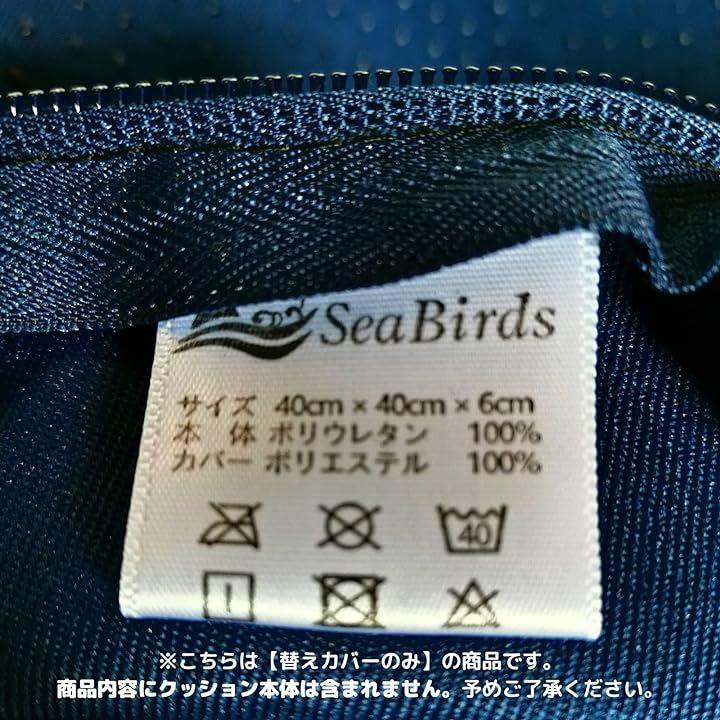 SeaBirds
サイズ 40cm × 40cm × 6cm
本 体 ポリウレタン 100%
カバー ポリエステル 100%
40
※こちらは【替えカバーのみ】の商品です。
商品内容にクッション本体は含まれません。予めご了承ください。